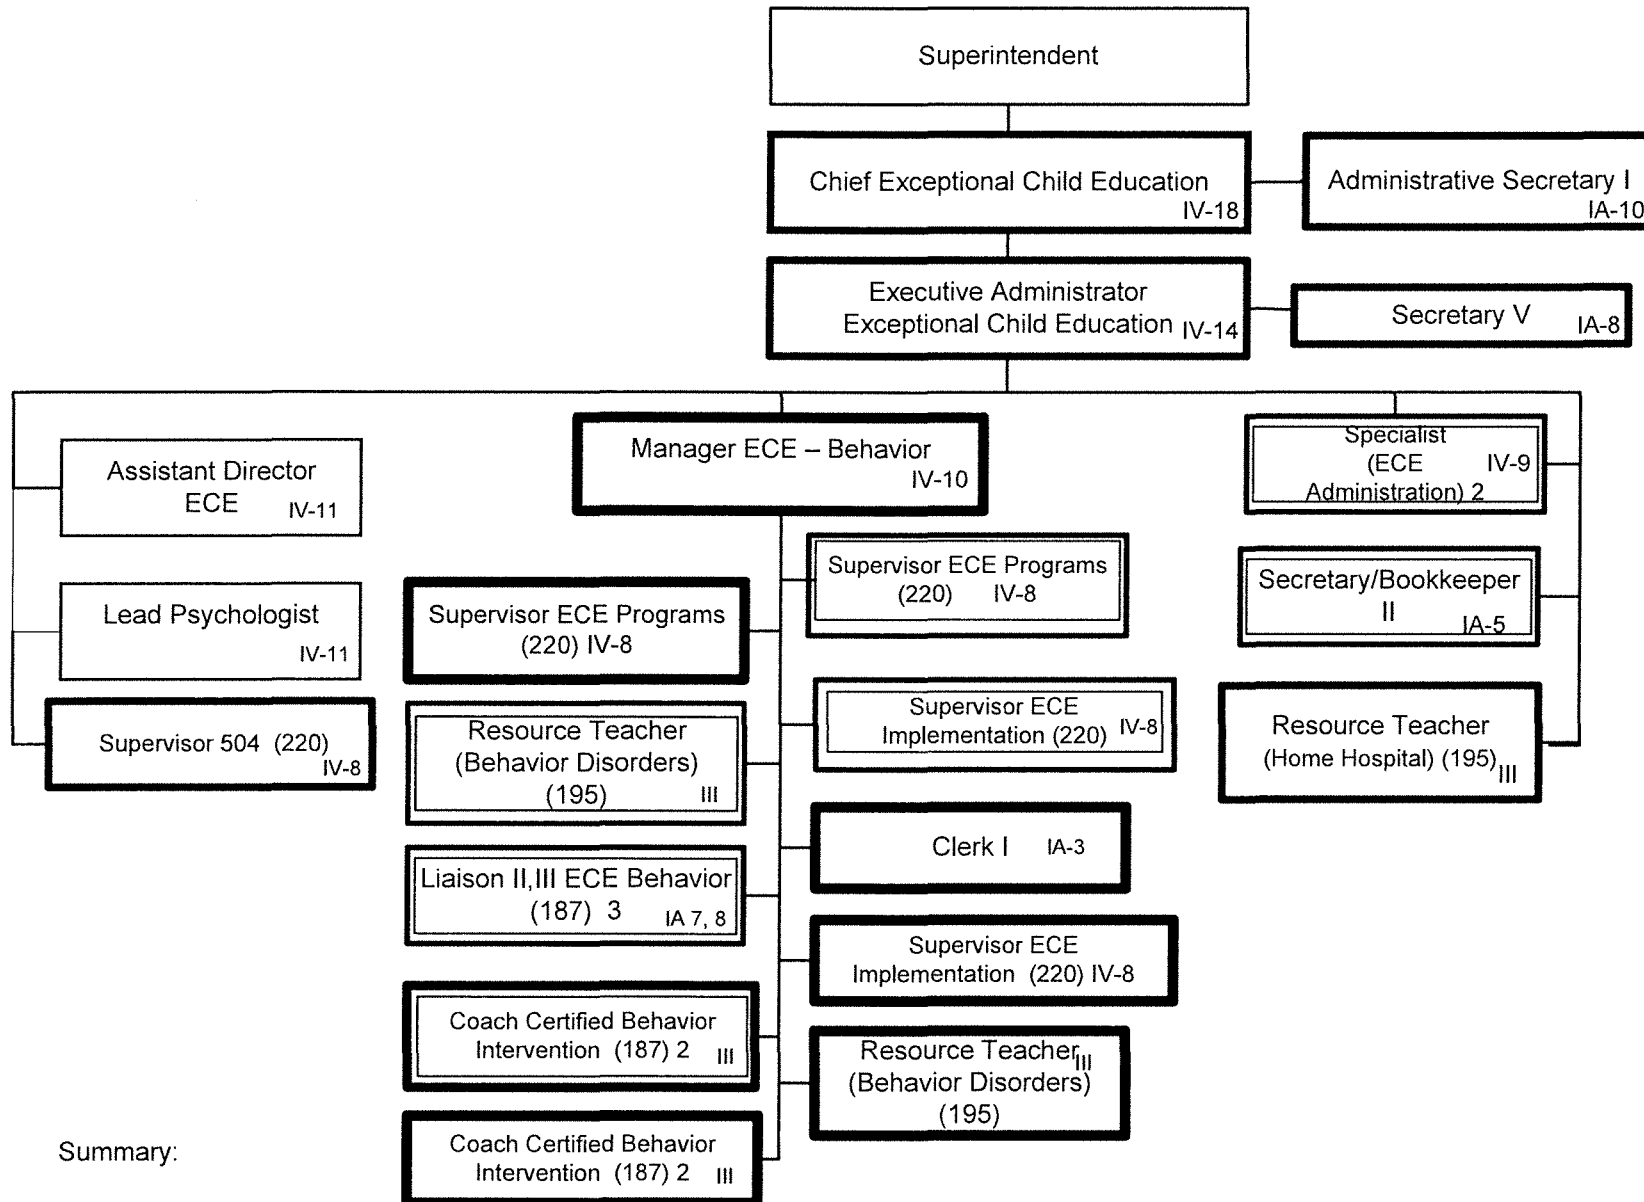 Superintendent
Chief Exceptional Child Education
IV-18
Administrative Secretary I
IA-10
Executive Administrator
Exceptional Child Education IV-14
Secretary V
IA-8
Assistant Director
ECE IV-11
Lead Psychologist
IV-11
Supervisor 504 (220)
IV-8
Manager ECE – Behavior
IV-10
Supervisor ECE Programs
(220) IV-8
Resource Teacher
(Behavior Disorders)
(195) III
Liaison II,III ECE Behavior
(187) 3 IA 7, 8
Coach Certified Behavior
Intervention (187) 2 III
Coach Certified Behavior
Intervention (187) 2 III
Supervisor ECE Programs
(220) IV-8
Supervisor ECE
Implementation (220) IV-8
Clerk I IA-3
Supervisor ECE
Implementation (220) IV-8
Resource Teacher III
(Behavior Disorders)
(195)
Specialist
(ECE IV-9
Administration) 2
Secretary/Bookkeeper
II IA-5
Resource Teacher
(Home Hospital) (195) III
Summary: